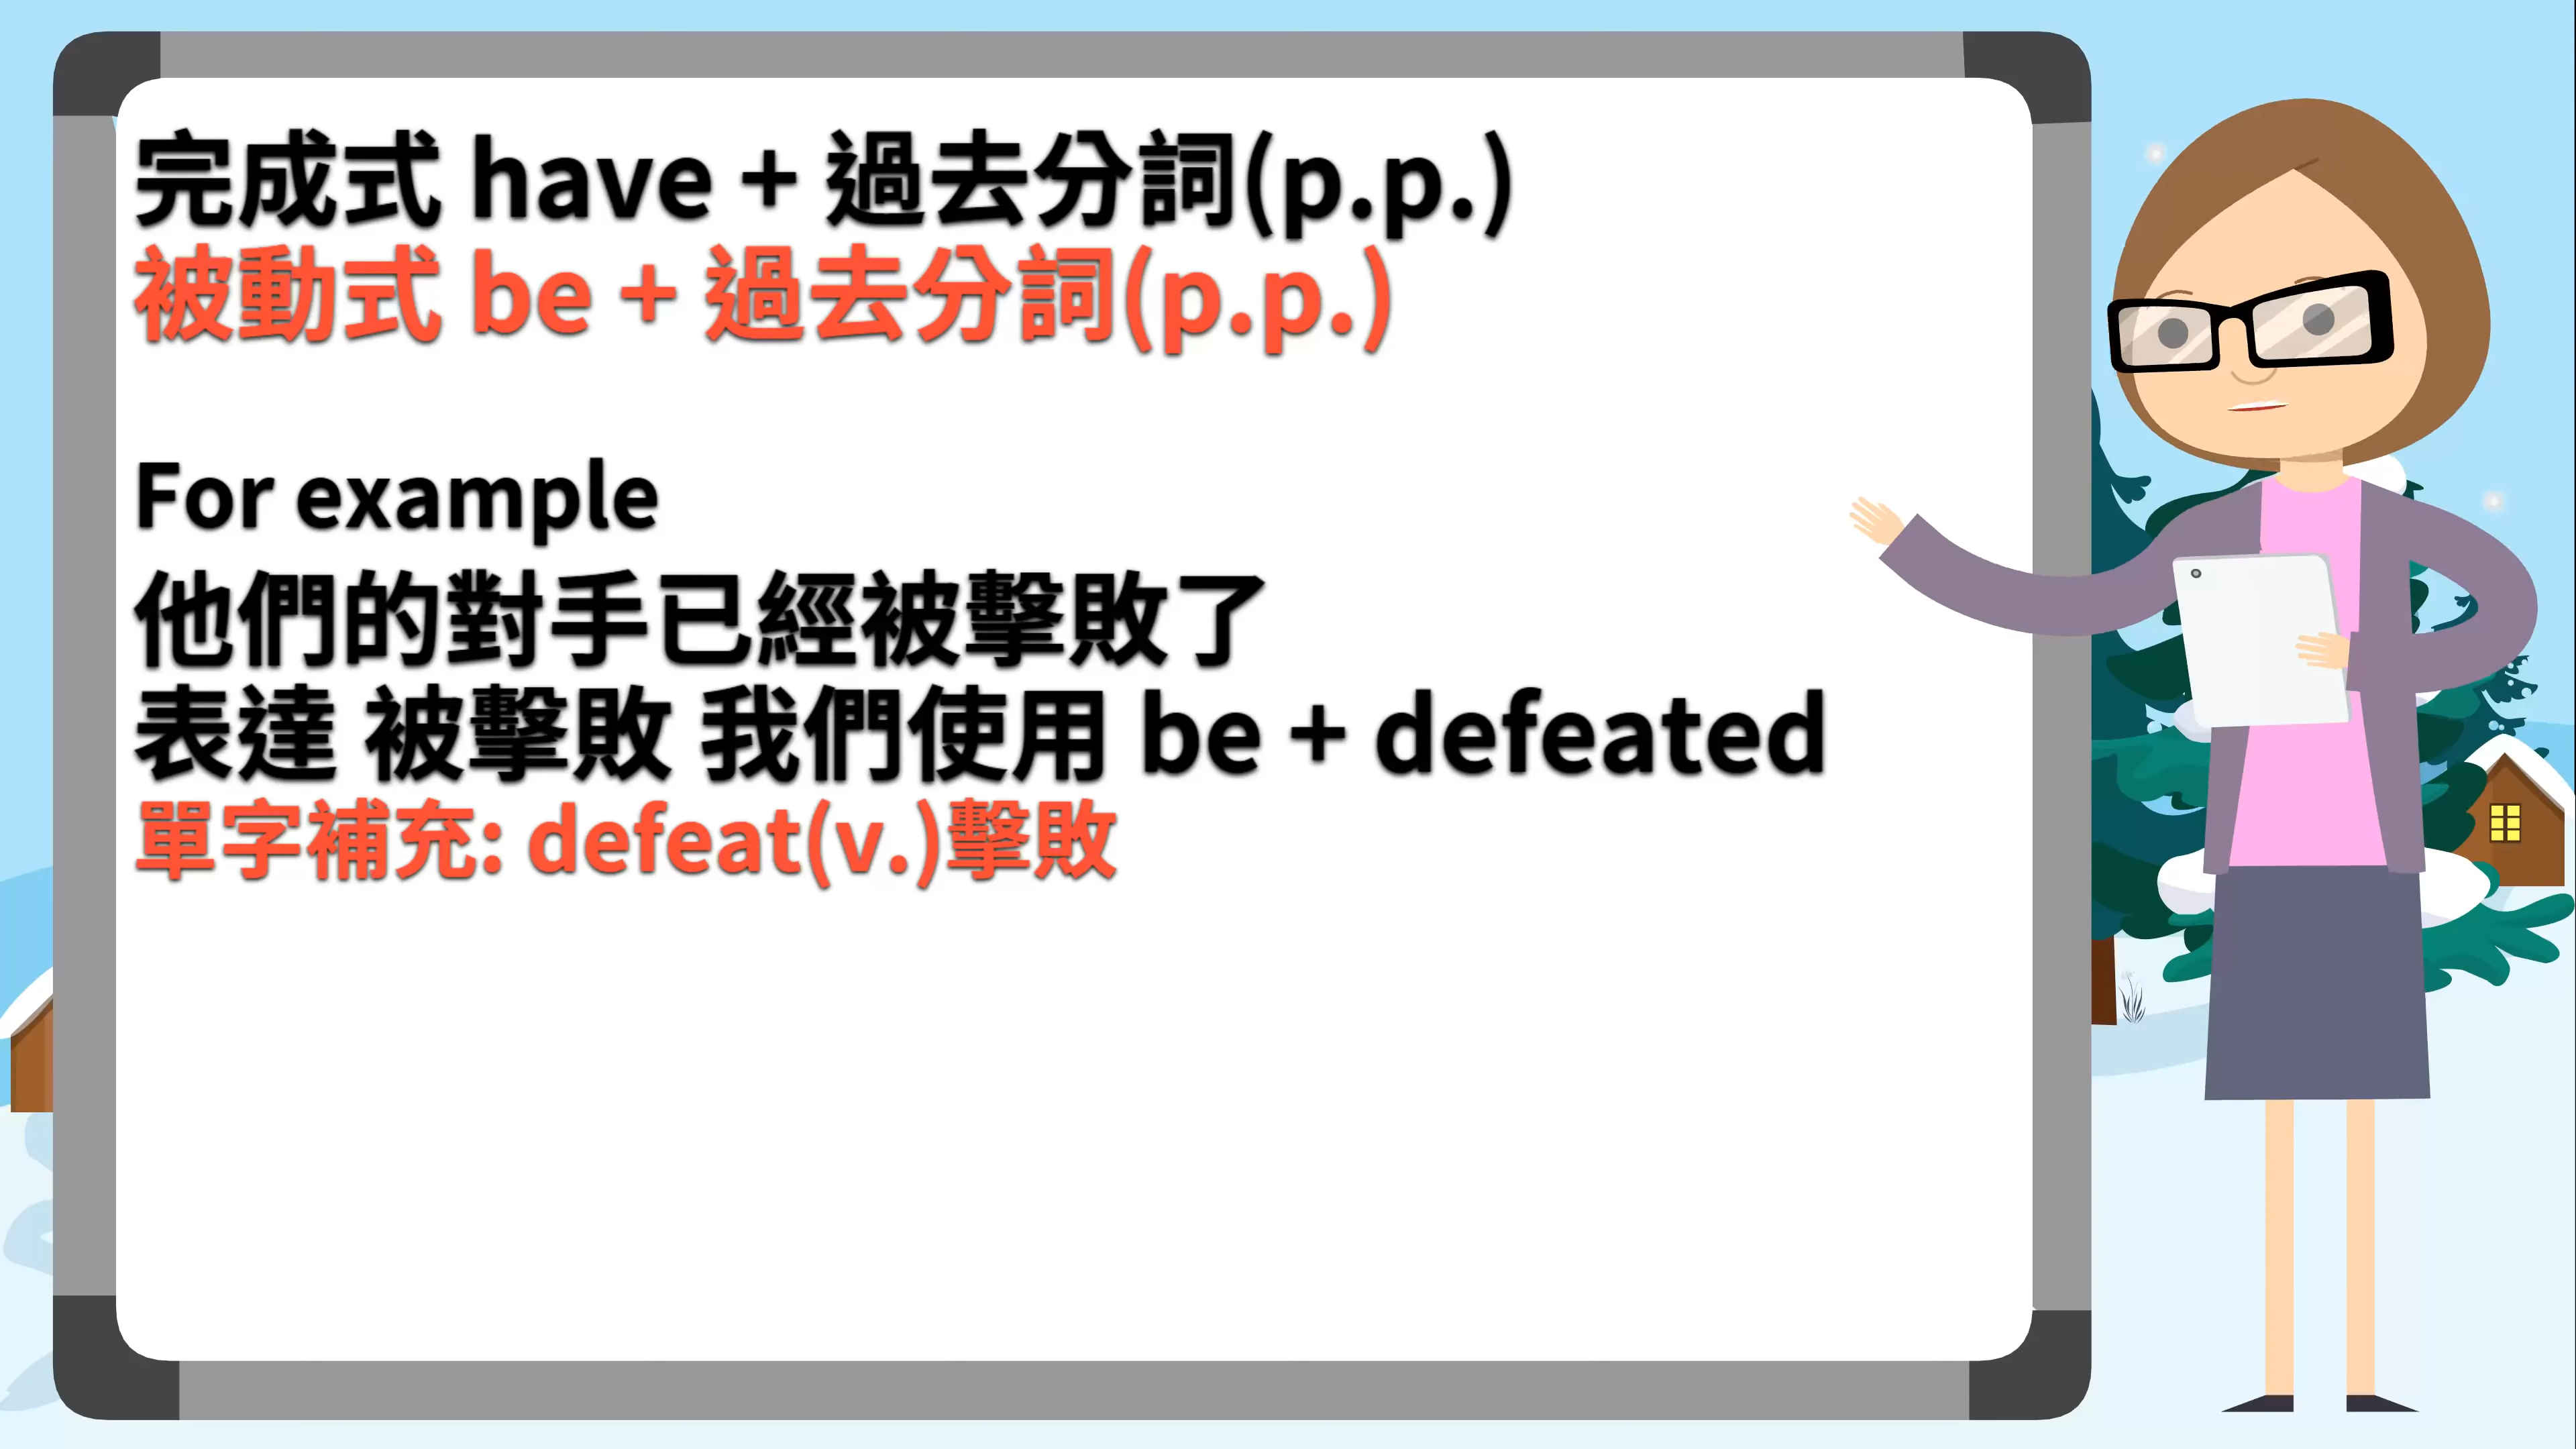 完成式 have + 過去分詞(p.p.)
被動式 be + 過去分詞(p.p.)
For example
他們的對手已經被擊敗了
表達 被擊敗 我們使用 be + defeated
單字補充: defeat(v.)擊敗